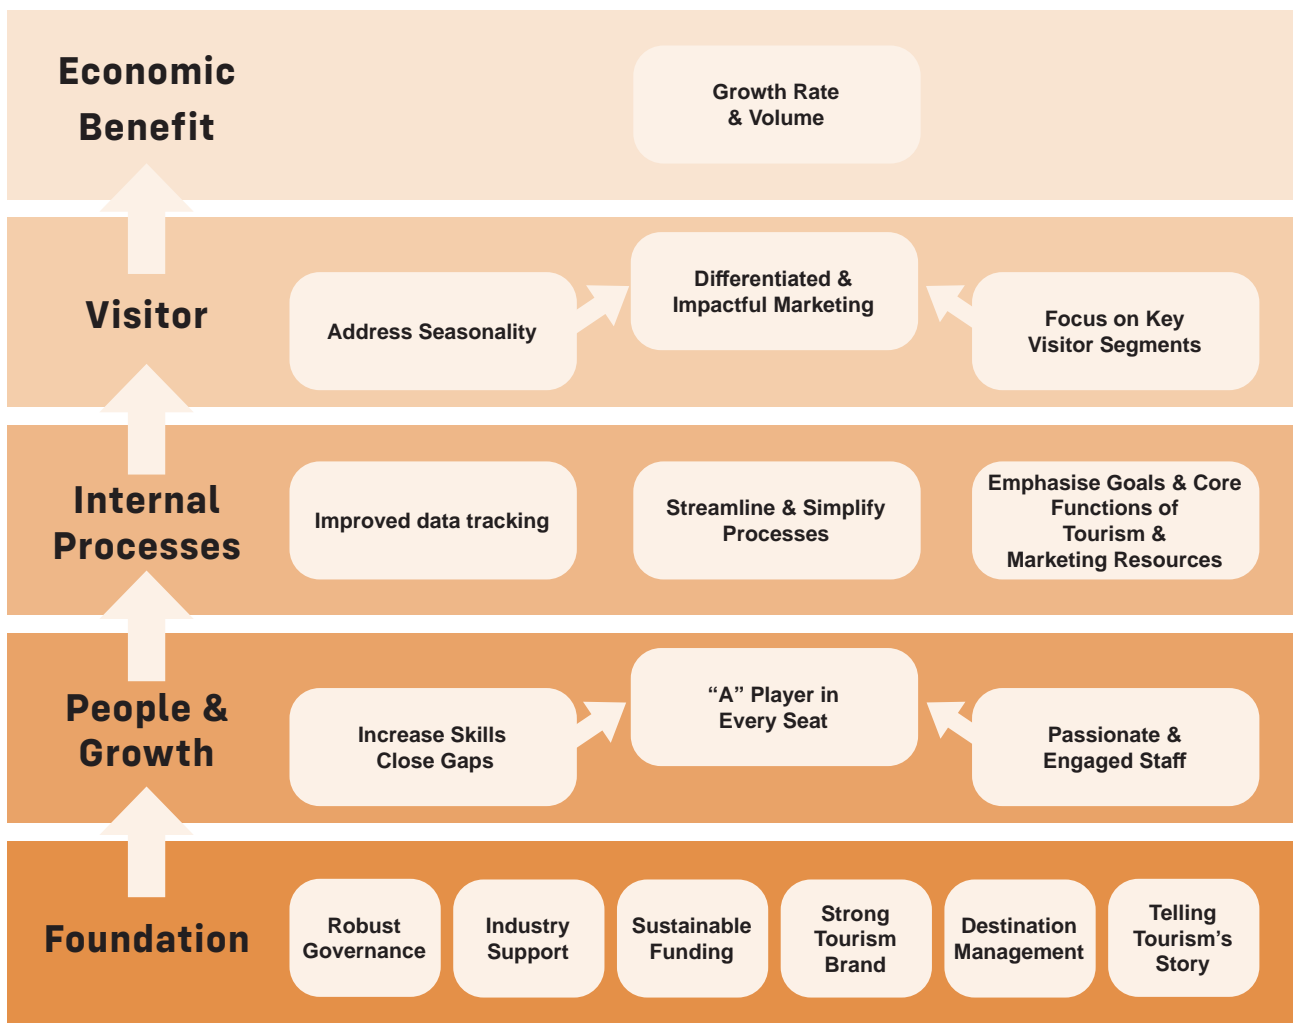 Economic
Benefit
Growth Rate
& Volume
Visitor
Address Seasonality
Differentiated &
Impactful Marketing
Focus on Key
Visitor Segments
Internal
Processes
Improved data tracking
Streamline & Simplify
Processes
Emphasise Goals & Core
Functions of
Tourism &
Marketing Resources
People &
Growth
Increase Skills
Close Gaps
“A” Player in
Every Seat
Passionate &
Engaged Staff
Foundation
Robust
Governance
Industry
Support
Sustainable
Funding
Strong
Tourism
Brand
Destination
Management
Telling
Tourism’s
Story